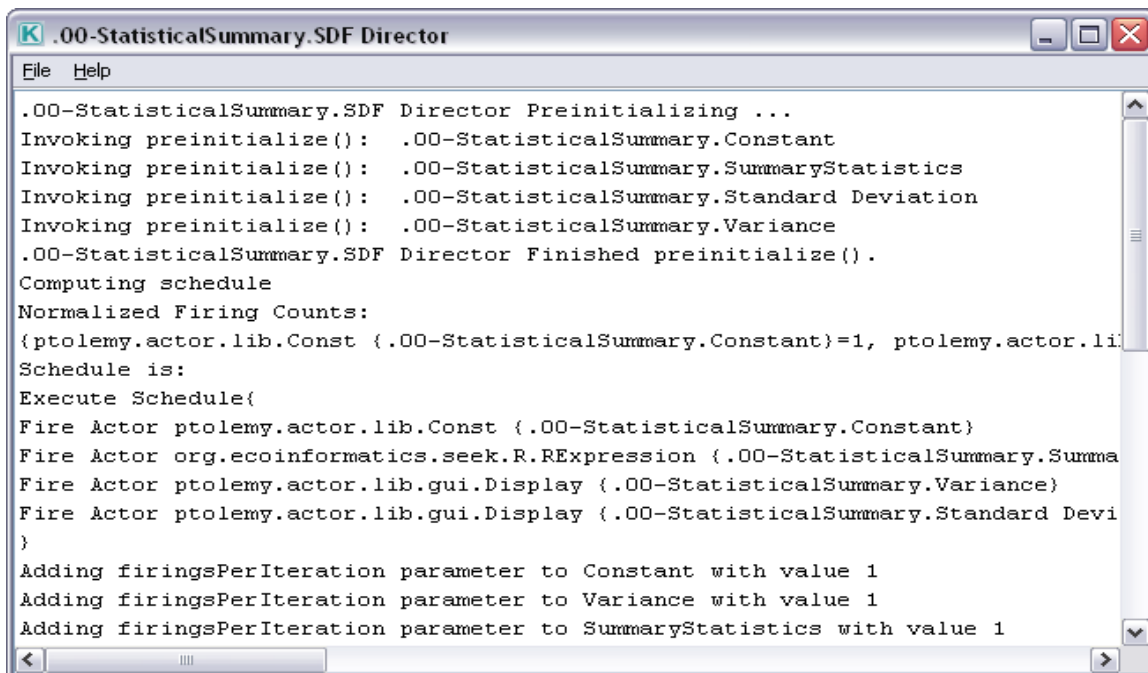 K .00-StatisticalSummary.SDF Director
File Help
.00-StatisticalSummary.SDF Director Preinitializing ...
Invoking preinitialize():  .00-StatisticalSummary.Constant
Invoking preinitialize():  .00-StatisticalSummary.SummaryStatistics
Invoking preinitialize():  .00-StatisticalSummary.Standard Deviation
Invoking preinitialize():  .00-StatisticalSummary.Variance
.00-StatisticalSummary.SDF Director Finished preinitialize().
Computing schedule
Normalized Firing Counts:
{ptolemy.actor.lib.Const {.00-StatisticalSummary.Constant}=1, ptolemy.actor.li
Schedule is:
Execute Schedule{
Fire Actor ptolemy.actor.lib.Const {.00-StatisticalSummary.Constant}
Fire Actor org.ecoinformatics.seek.R.RExpression {.00-StatisticalSummary.Summa
Fire Actor ptolemy.actor.lib.gui.Display {.00-StatisticalSummary.Variance}
Fire Actor ptolemy.actor.lib.gui.Display {.00-StatisticalSummary.Standard Devi
}
Adding firingsPerIteration parameter to Constant with value 1
Adding firingsPerIteration parameter to Variance with value 1
Adding firingsPerIteration parameter to SummaryStatistics with value 1